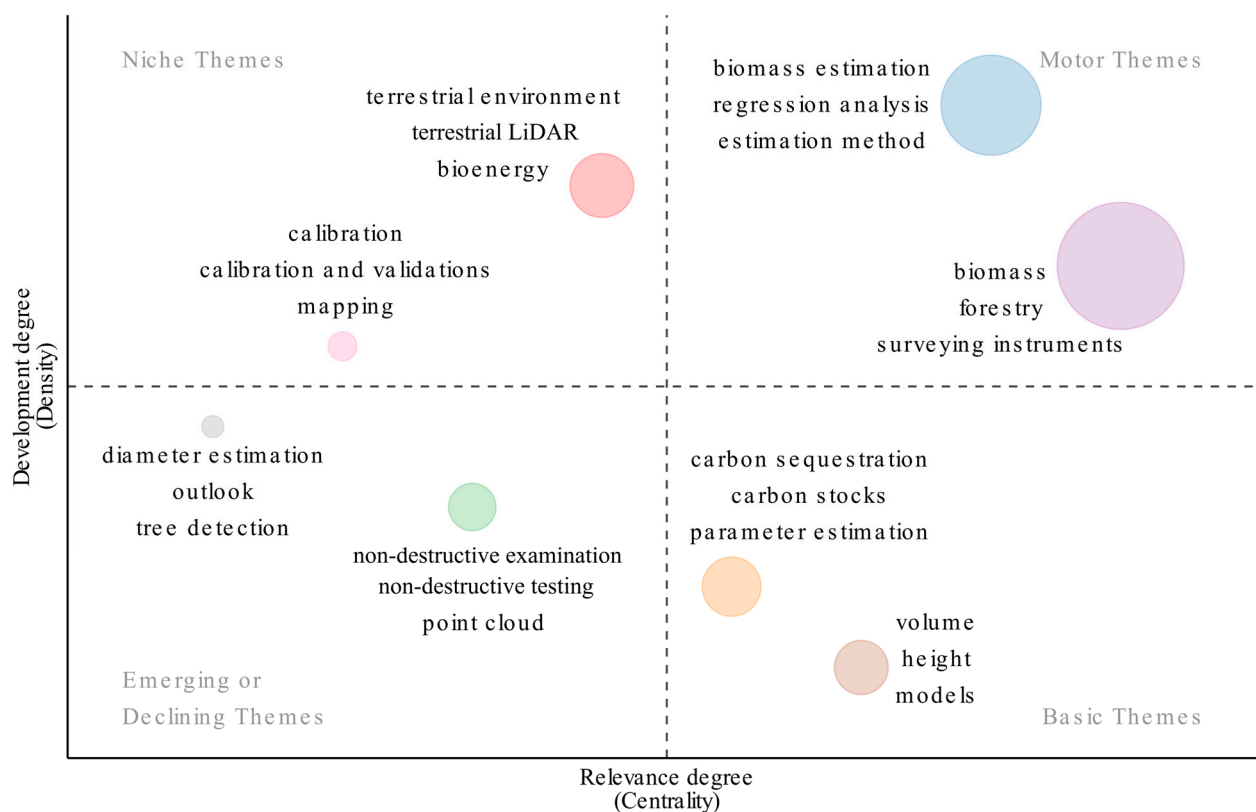 Niche Themes
Motor Themes
biomass estimation
regression analysis
estimation method
terrestrial environment
terrestrial LiDAR
bioenergy
calibration
calibration and validations
mapping
biomass
forestry
surveying instruments
Development degree
(Density)
diameter estimation
outlook
tree detection
non-destructive examination
non-destructive testing
point cloud
carbon sequestration
carbon stocks
parameter estimation
volume
height
models
Emerging or
Declining Themes
Basic Themes
Relevance degree
(Centrality)